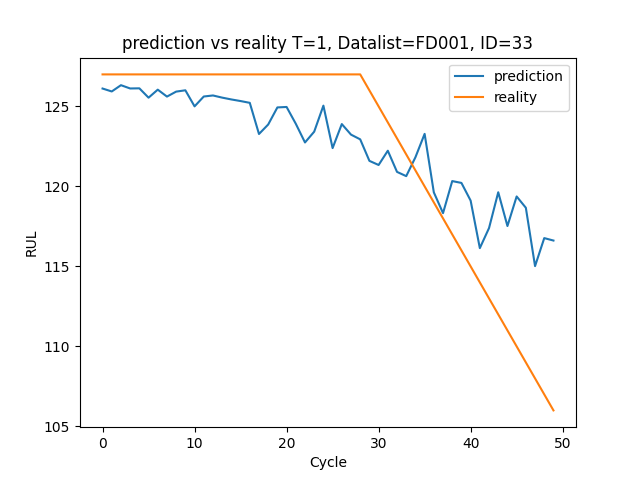 prediction vs reality T=1, Datalist=FD001, ID=33
prediction
reality
RUL
125
120
115
110
105
0 10 20 30 40 50
Cycle